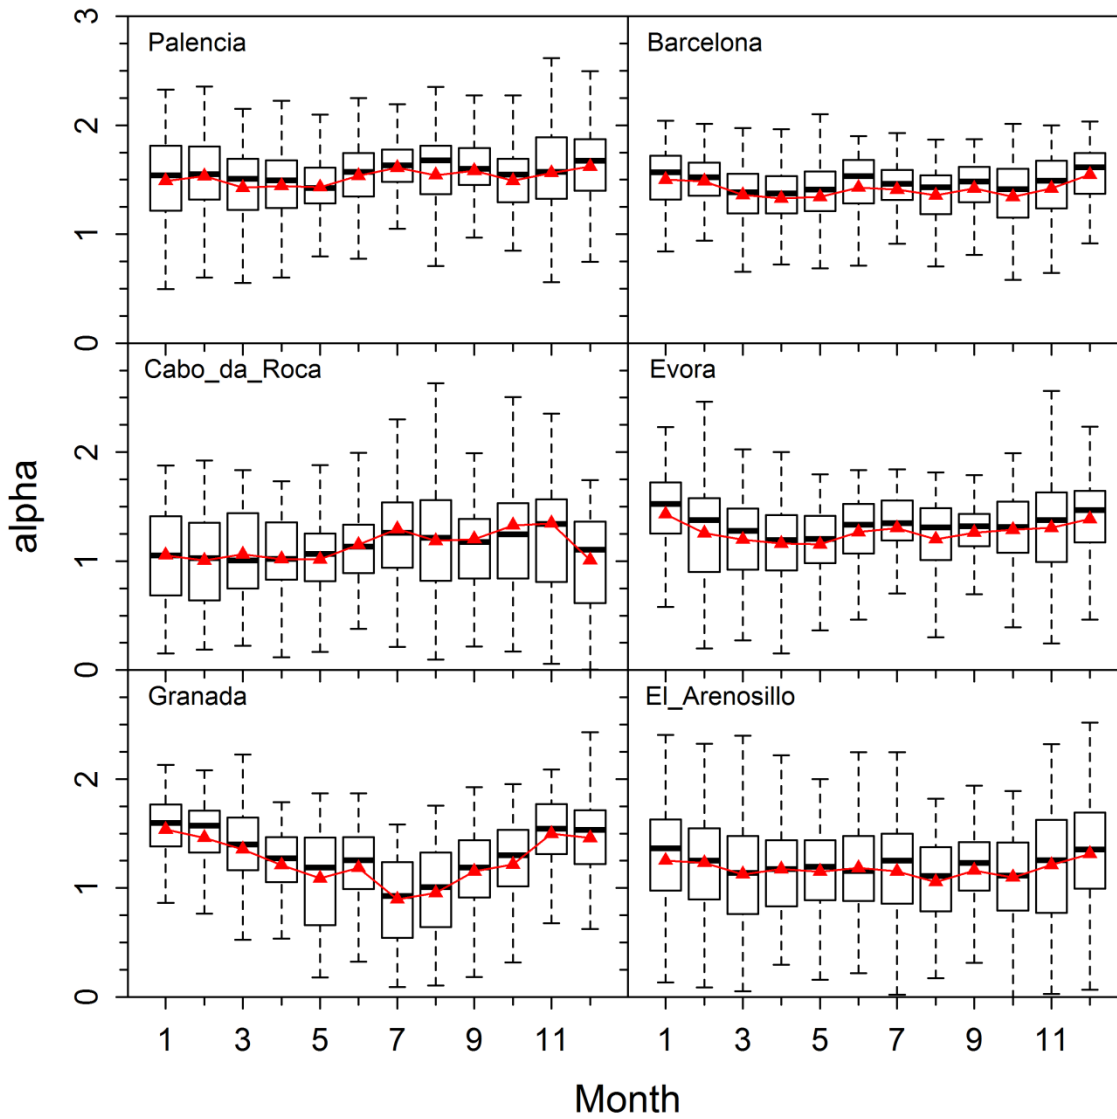 3
Palencia
Barcelona
2
1
0
Cabo_da_Roca
Evora
2
1
alpha
0
Granada
El_Arenosillo
2
1
0
1 3 5 7 9 11 1 3 5 7 9 11
Month